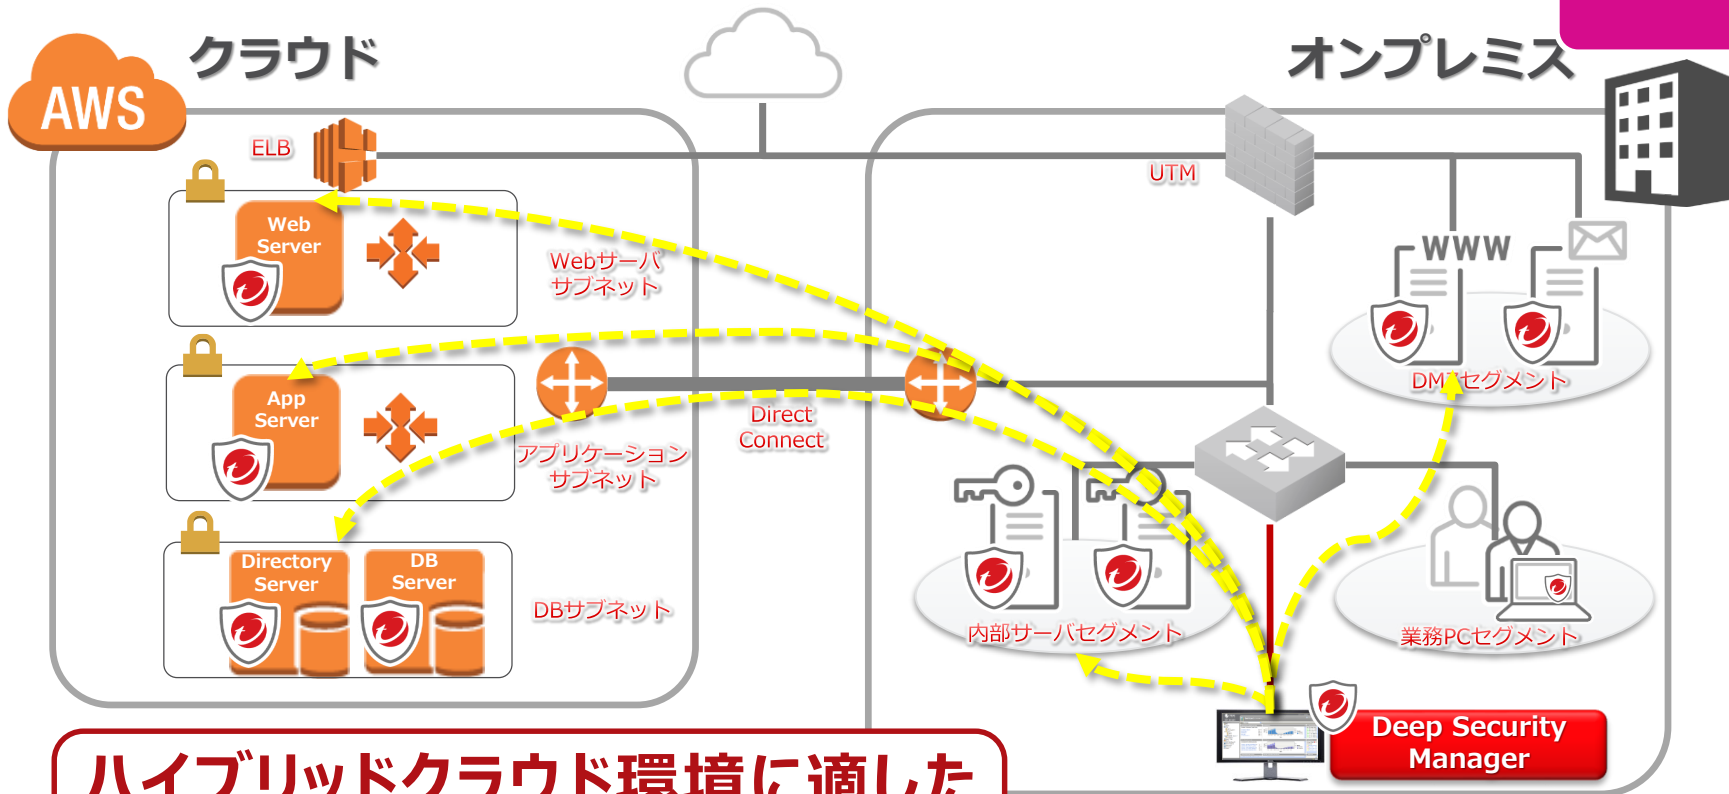 クラウド
オンプレミス
AWS
ELB
UTM
Web
Server
Webサーバ
サブネット
WWW
DMZセグメント
App
Server
Direct
Connect
アプリケーション
サブネット
Directory
Server
DB
Server
DBサブネット
内部サーバセグメント
業務PCセグメント
Deep Security
Manager
ハイブリッドクラウド環境に適した